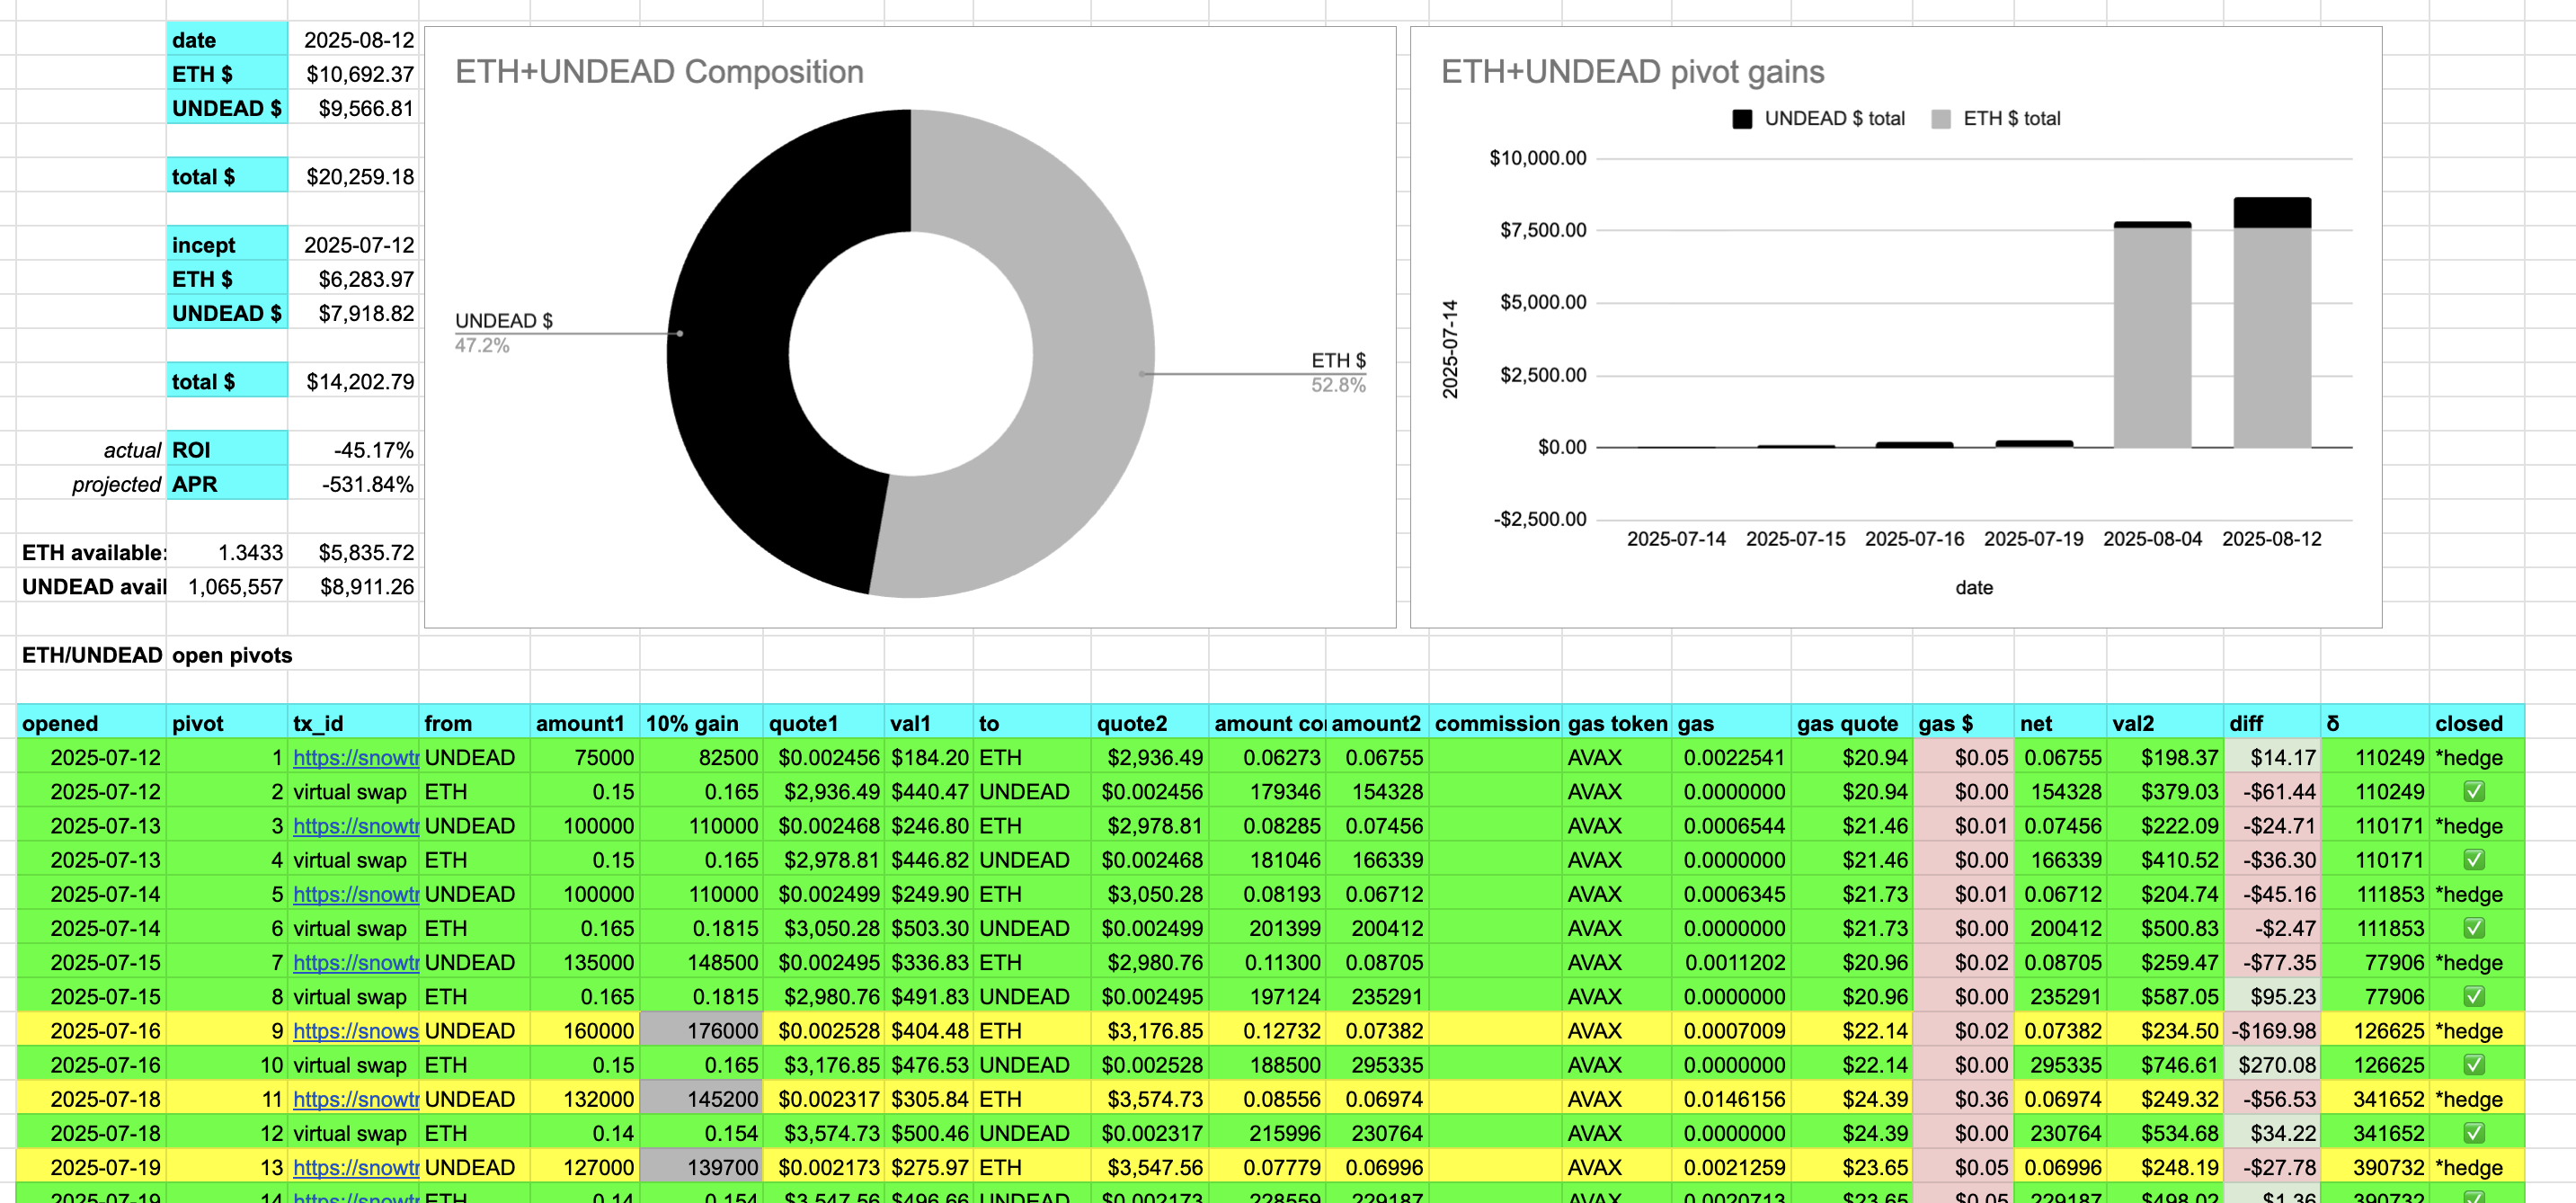 date 2025-08-12
ETH $ $10,692.37
UNDEAD $ $9,566.81
total $ $20,259.18
incept 2025-07-12
ETH $ $6,283.97
UNDEAD $ $7,918.82
total $ $14,202.79
actual ROI -45.17%
projected APR -531.84%
ETH available: 1.3433 $5,835.72
UNDEAD avail 1,065,557 $8,911.26
ETH+UNDEAD Composition
UNDEAD $
47.2%
ETH $
52.8%
ETH+UNDEAD pivot gains
UNDEAD $ total ETH $ total
$10,000.00
$7,500.00
$5,000.00
$2,500.00
$0.00
-$2,500.00
2025-07-14
2025-07-14 2025-07-15 2025-07-16 2025-07-19 2025-08-04 2025-08-12
date
ETH/UNDEAD open pivots
opened pivot tx_id from amount1 10% gain quote1 val1 to quote2 amount co amount2 commission gas token gas gas quote gas $ net val2 diff δ closed
2025-07-12 1 https://snowtr UNDEAD 75000 82500 $0.002456 $184.20 ETH $2,936.49 0.06273 0.06755 AVAX 0.0022541 $20.94 $0.05 0.06755 $198.37 $14.17 110249 *hedge
2025-07-12 2 virtual swap ETH 0.15 0.165 $2,936.49 $440.47 UNDEAD $0.002456 179346 154328 AVAX 0.0000000 $20.94 $0.00 154328 $379.03 -$61.44 110249 ✅
2025-07-13 3 https://snowtr UNDEAD 100000 110000 $0.002468 $246.80 ETH $2,978.81 0.08285 0.07456 AVAX 0.0006544 $21.46 $0.01 0.07456 $222.09 -$24.71 110171 *hedge
2025-07-13 4 virtual swap ETH 0.15 0.165 $2,978.81 $446.82 UNDEAD $0.002468 181046 166339 AVAX 0.0000000 $21.46 $0.00 166339 $410.52 -$36.30 110171 ✅
2025-07-14 5 https://snowtr UNDEAD 100000 110000 $0.002499 $249.90 ETH $3,050.28 0.08193 0.06712 AVAX 0.0006345 $21.73 $0.01 0.06712 $204.74 -$45.16 111853 *hedge
2025-07-14 6 virtual swap ETH 0.165 0.1815 $3,050.28 $503.30 UNDEAD $0.002499 201399 200412 AVAX 0.0000000 $21.73 $0.00 200412 $500.83 -$2.47 111853 ✅
2025-07-15 7 https://snowtr UNDEAD 135000 148500 $0.002495 $336.83 ETH $2,980.76 0.11300 0.08705 AVAX 0.0011202 $20.96 $0.02 0.08705 $259.47 -$77.35 77906 *hedge
2025-07-15 8 virtual swap ETH 0.165 0.1815 $2,980.76 $491.83 UNDEAD $0.002495 197124 235291 AVAX 0.0000000 $20.96 $0.00 235291 $587.05 $95.23 77906 ✅
2025-07-16 9 https://snows UNDEAD 160000 176000 $0.002528 $404.48 ETH $3,176.85 0.12732 0.07382 AVAX 0.0007009 $22.14 $0.02 0.07382 $234.50 -$169.98 126625 *hedge
2025-07-16 10 virtual swap ETH 0.15 0.165 $3,176.85 $476.53 UNDEAD $0.002528 188500 295335 AVAX 0.0000000 $22.14 $0.00 295335 $746.61 $270.08 126625 ✅
2025-07-18 11 https://snowtr UNDEAD 132000 145200 $0.002317 $305.84 ETH $3,574.73 0.08556 0.06974 AVAX 0.0146156 $24.39 $0.36 0.06974 $249.32 -$56.53 341652 *hedge
2025-07-18 12 virtual swap ETH 0.14 0.154 $3,574.73 $500.46 UNDEAD $0.002317 215996 230764 AVAX 0.0000000 $24.39 $0.00 230764 $534.68 $34.22 341652 ✅
2025-07-19 13 https://snowtr UNDEAD 127000 139700 $0.002173 $275.97 ETH $3,547.56 0.07779 0.06996 AVAX 0.0021259 $23.65 $0.05 0.06996 $248.19 -$27.78 390732 *hedge
2025-07-19 14 https://snowtr ETH 0.14 0.154 $3,547.56 $496.66 UNDEAD $0.002173 228559 229187 AVAX 0.0020713 $23.65 $0.05 229187 $498.02 $1.36 390732 ✅